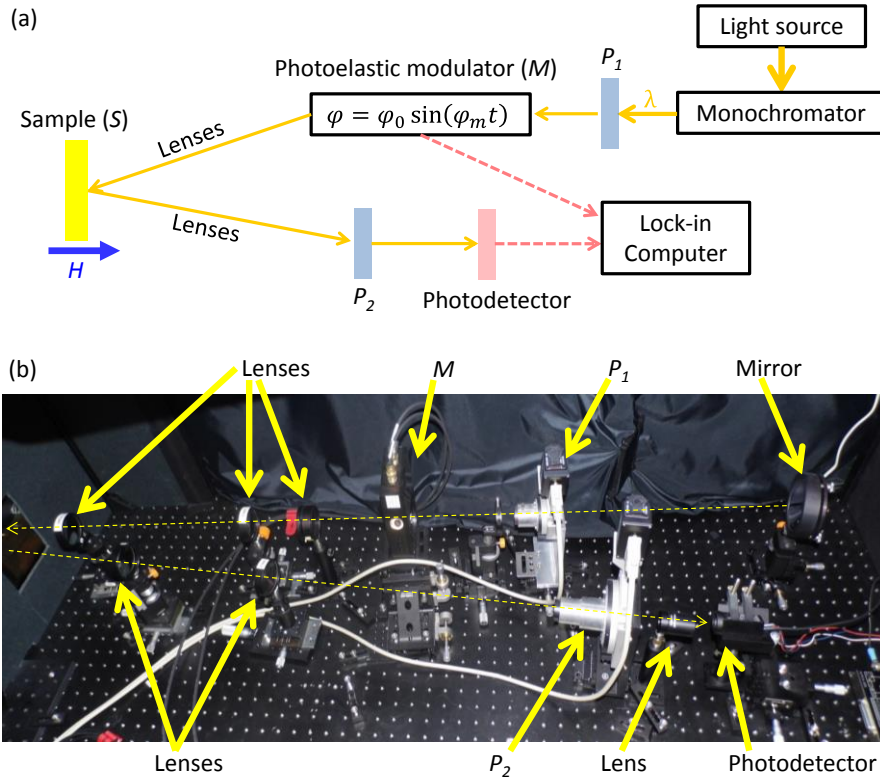 (a)
Light source
P1
Photoelastic modulator (M)
λ
Monochromator
φ = φ0 sin(φmt)
Sample (S)
Lenses
Lenses
Lock-in
Computer
H
P2
Photodetector
(b)
Lenses
M
P1
Mirror
Lenses
P2
Lens
Photodetector